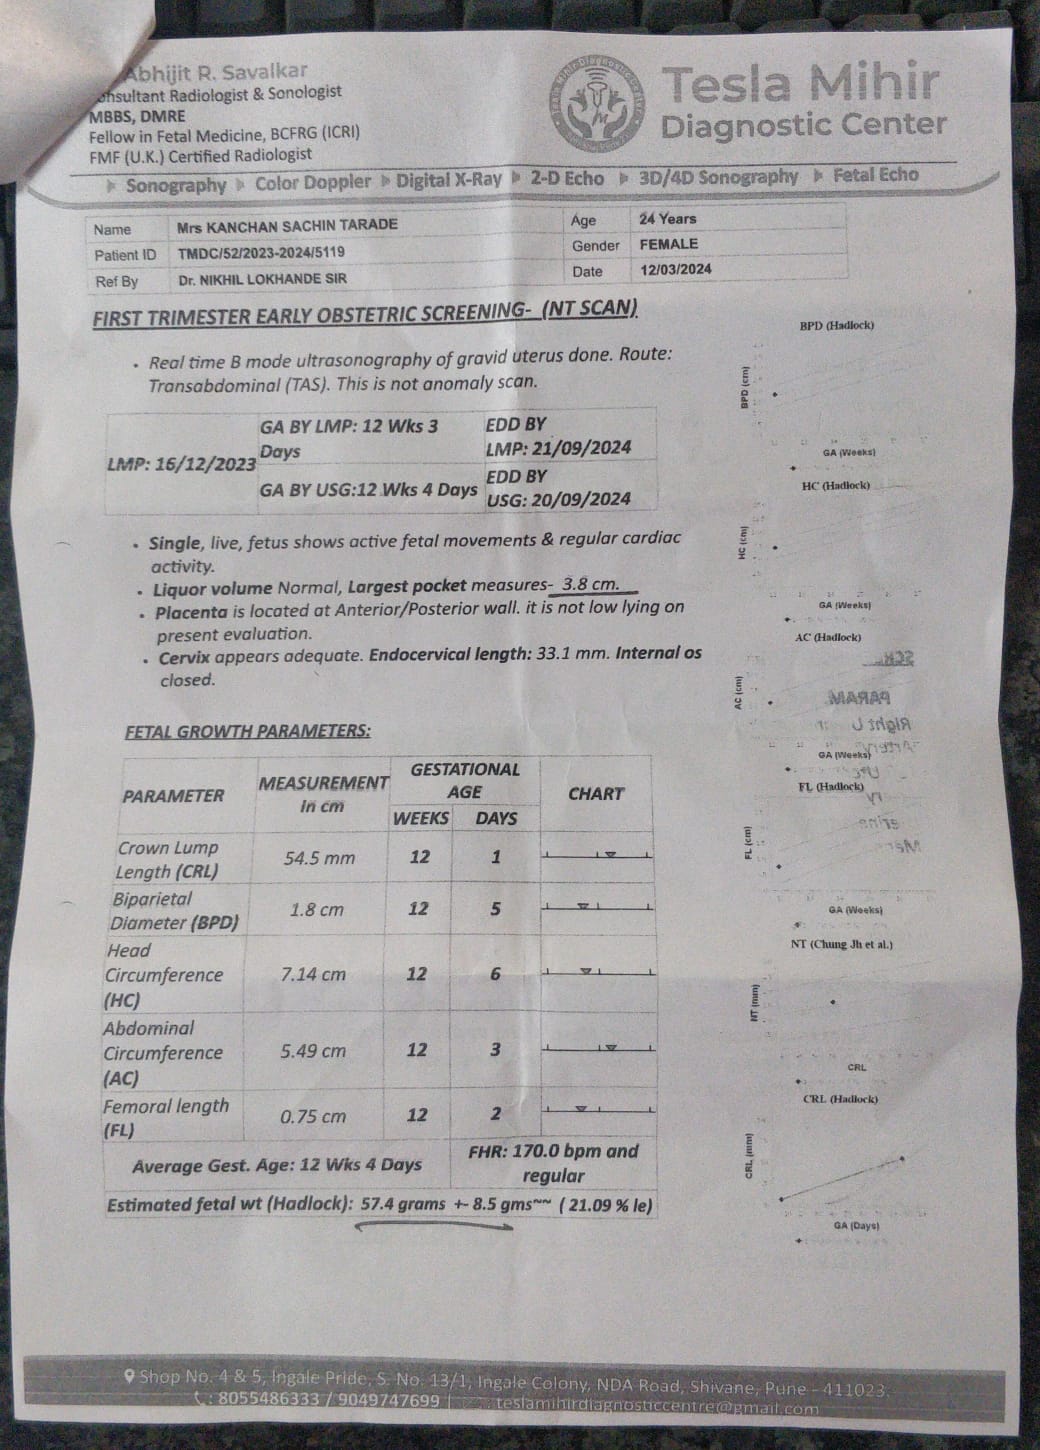 Abhijit R. Savalkar
Consultant Radiologist & Sonologist
MBBS, DMRE
Fellow in Fetal Medicine, BCFRG (ICRI)
FMF (U.K.) Certified Radiologist
Tesla Mihir
Diagnostic Center
Sonography Color Doppler Digital X-Ray 2-D Echo 3D/4D Sonography Fetal Echo
Name Mrs KANCHAN SACHIN TARADE Age 24 Years
Patient ID TMDC/52/2023-2024/5119 Gender FEMALE
Ref By Dr. NIKHIL LOKHANDE SIR Date 12/03/2024
FIRST TRIMESTER EARLY OBSTETRIC SCREENING- (NT SCAN)
• Real time B mode ultrasonography of gravid uterus done. Route:
Transabdominal (TAS). This is not anomaly scan.
LMP: 16/12/2023
GA BY LMP: 12 Wks 3
Days
EDD BY
LMP: 21/09/2024
GA BY USG:12 Wks 4 Days
EDD BY
USG: 20/09/2024
• Single, live, fetus shows active fetal movements & regular cardiac
activity.
• Liquor volume Normal, Largest pocket measures- 3.8 cm.
• Placenta is located at Anterior/Posterior wall. it is not low lying on
present evaluation.
• Cervix appears adequate. Endocervical length: 33.1 mm. Internal os
closed.
FETAL GROWTH PARAMETERS:
PARAMETER
MEASUREMENT
in cm
GESTATIONAL
AGE
WEEKS DAYS
CHART
Crown Lump
Length (CRL) 54.5 mm 12 1
Biparietal
Diameter (BPD) 1.8 cm 12 5
Head
Circumference 7.14 cm 12 6
(HC)
Abdominal
Circumference 5.49 cm 12 3
(AC)
Femoral length
(FL) 0.75 cm 12 2
Average Gest. Age: 12 Wks 4 Days
FHR: 170.0 bpm and
regular
Estimated fetal wt (Hadlock): 57.4 grams +- 8.5 gms~~ ( 21.09 % le)
BPD (Hadlock)
BPD (cm)
GA (Weeks)
HC (Hadlock)
HC (cm)
GA (Weeks)
AC (Hadlock)
AC (cm)
GA (Weeks)
FL (Hadlock)
FL (cm)
GA (Weeks)
NT (Chung Jh et al.)
NT (mm)
CRL
CRL (Hadlock)
CRL (mm)
GA (Days)
Shop No. 4 & 5, Ingale Pride, S. No. 13/1, Ingale Colony, NDA Road, Shivane, Pune - 411023.
: 8055486333 / 9049747699 | teslamihirdiagnosticcentre@gmail.com